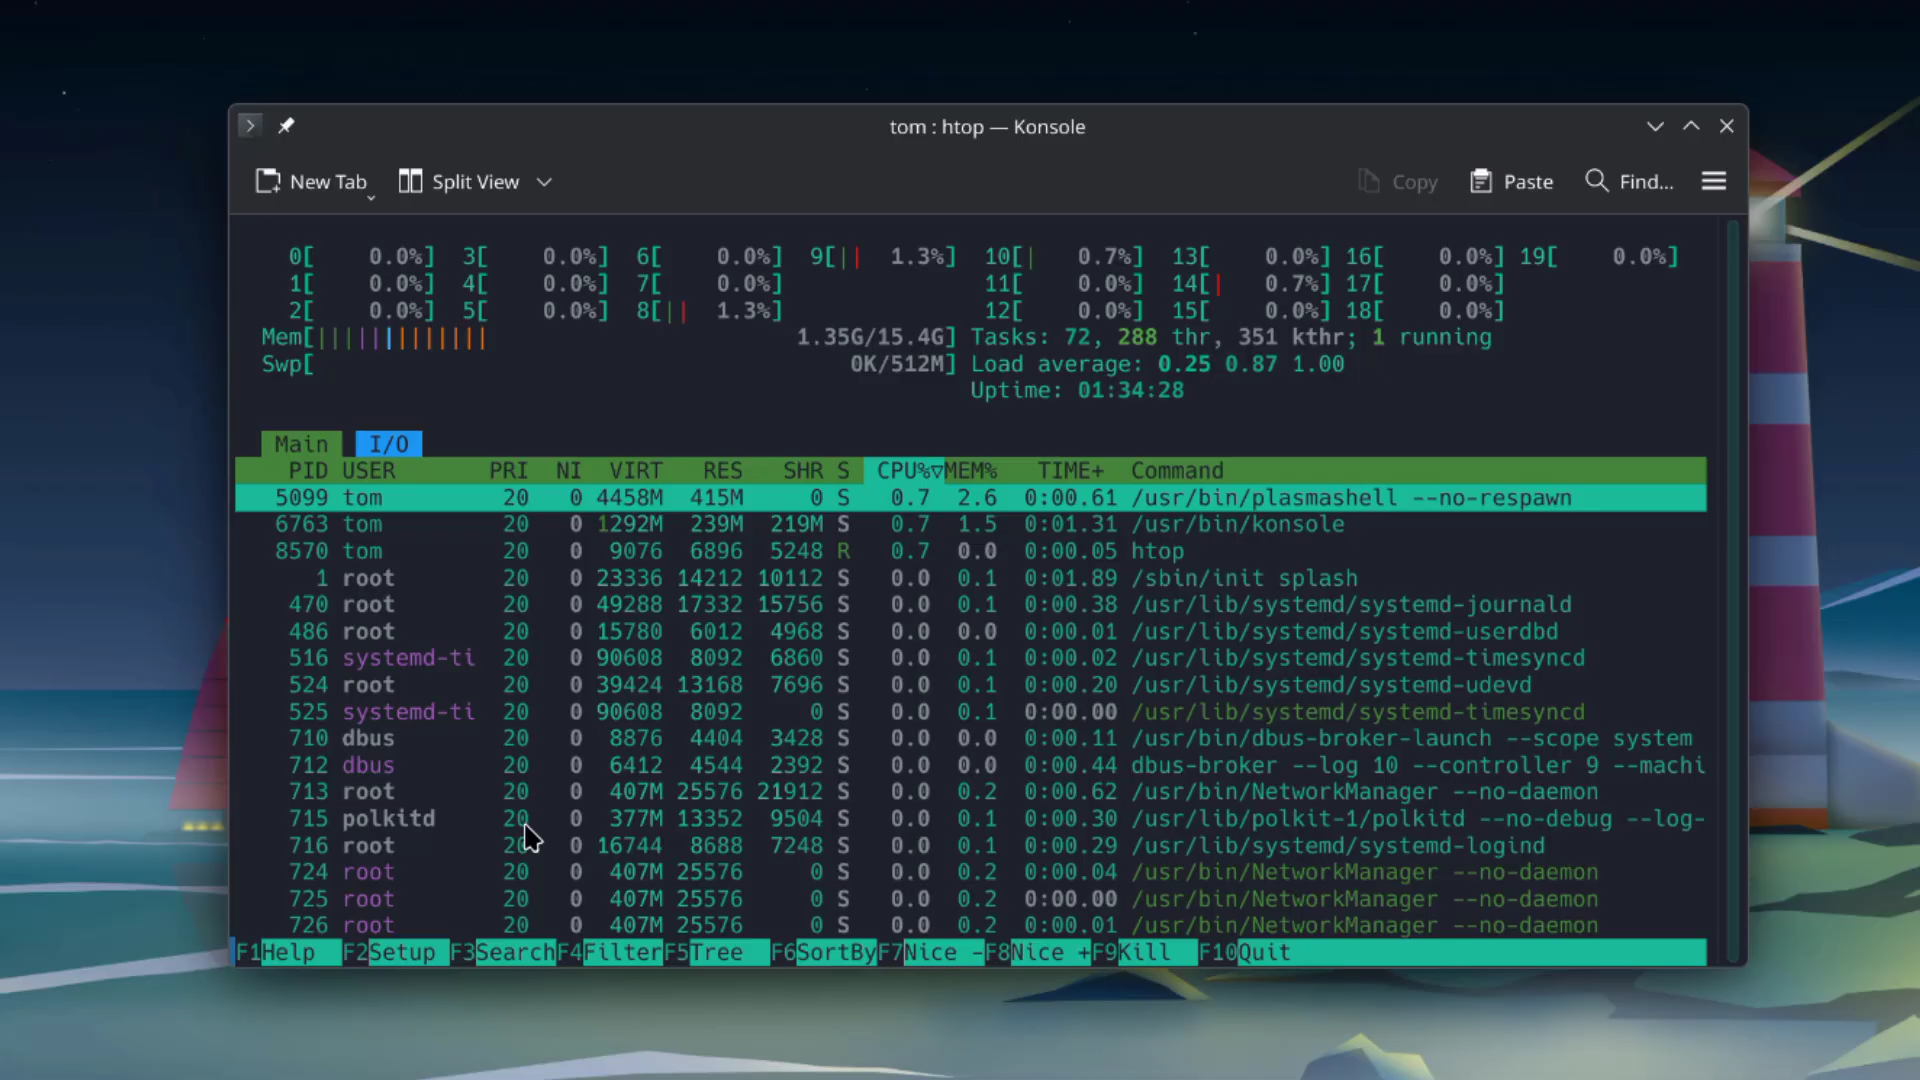 tom : htop — Konsole
New Tab Split View Copy Paste Find...
0[ 0.0%] 3[ 0.0%] 6[ 0.0%] 9[|| 1.3%] 10[| 0.7%] 13[ 0.0%] 16[ 0.0%] 19[ 0.0%]
1[ 0.0%] 4[ 0.0%] 7[ 0.0%] 11[ 0.0%] 14[| 0.7%] 17[ 0.0%]
2[ 0.0%] 5[ 0.0%] 8[|| 1.3%] 12[ 0.0%] 15[ 0.0%] 18[ 0.0%]
Mem[||||||||||||| 1.35G/15.4G] Tasks: 72, 288 thr, 351 kthr; 1 running
Swp[ 0K/512M] Load average: 0.25 0.87 1.00
Uptime: 01:34:28
Main I/O
PID USER PRI NI VIRT RES SHR S CPU%▽MEM% TIME+ Command
5099 tom 20 0 4458M 415M 0 S 0.7 2.6 0:00.61 /usr/bin/plasmashell --no-respawn
6763 tom 20 0 1292M 239M 219M S 0.7 1.5 0:01.31 /usr/bin/konsole
8570 tom 20 0 9076 6896 5248 R 0.7 0.0 0:00.05 htop
1 root 20 0 23336 14212 10112 S 0.0 0.1 0:01.89 /sbin/init splash
470 root 20 0 49288 17332 15756 S 0.0 0.1 0:00.38 /usr/lib/systemd/systemd-journald
486 root 20 0 15780 6012 4968 S 0.0 0.0 0:00.01 /usr/lib/systemd/systemd-userdbd
516 systemd-ti 20 0 90608 8092 6860 S 0.0 0.1 0:00.02 /usr/lib/systemd/systemd-timesyncd
524 root 20 0 39424 13168 7696 S 0.0 0.1 0:00.20 /usr/lib/systemd/systemd-udevd
525 systemd-ti 20 0 90608 8092 0 S 0.0 0.1 0:00.00 /usr/lib/systemd/systemd-timesyncd
710 dbus 20 0 8876 4404 3428 S 0.0 0.0 0:00.11 /usr/bin/dbus-broker-launch --scope system
712 dbus 20 0 6412 4544 2392 S 0.0 0.0 0:00.44 dbus-broker --log 10 --controller 9 --machi
713 root 20 0 407M 25576 21912 S 0.0 0.2 0:00.62 /usr/bin/NetworkManager --no-daemon
715 polkitd 20 0 377M 13352 9504 S 0.0 0.1 0:00.30 /usr/lib/polkit-1/polkitd --no-debug --log-
716 root 20 0 16744 8688 7248 S 0.0 0.1 0:00.29 /usr/lib/systemd/systemd-logind
724 root 20 0 407M 25576 0 S 0.0 0.2 0:00.04 /usr/bin/NetworkManager --no-daemon
725 root 20 0 407M 25576 0 S 0.0 0.2 0:00.00 /usr/bin/NetworkManager --no-daemon
726 root 20 0 407M 25576 0 S 0.0 0.2 0:00.01 /usr/bin/NetworkManager --no-daemon
F1Help F2Setup F3SearchF4FilterF5Tree F6SortByF7Nice -F8Nice +F9Kill F10Quit